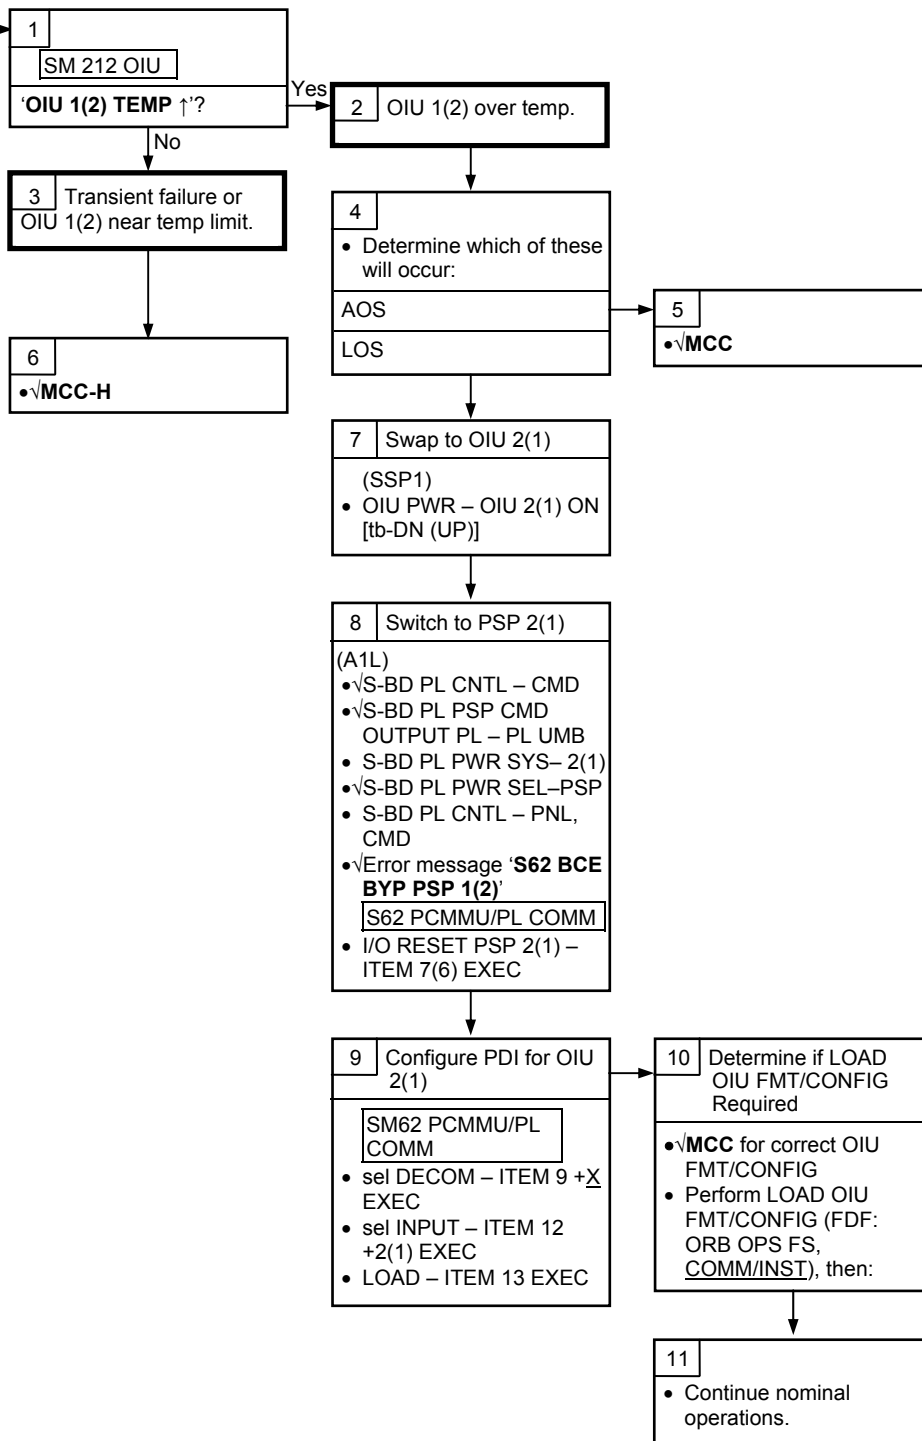 1
SM 212 OIU
‘OIU 1(2) TEMP ↑’?
Yes
No
2 OIU 1(2) over temp.
3 Transient failure or
OIU 1(2) near temp limit.
4
• Determine which of these
will occur:
AOS
LOS
5
•√MCC
6
•√MCC-H
7 Swap to OIU 2(1)
(SSP1)
• OIU PWR – OIU 2(1) ON
[tb-DN (UP)]
8 Switch to PSP 2(1)
(A1L)
•√S-BD PL CNTL – CMD
•√S-BD PL PSP CMD
OUTPUT PL – PL UMB
• S-BD PL PWR SYS– 2(1)
•√S-BD PL PWR SEL–PSP
• S-BD PL CNTL – PNL,
CMD
•√Error message ‘S62 BCE
BYP PSP 1(2)’
S62 PCMMU/PL COMM
• I/O RESET PSP 2(1) –
ITEM 7(6) EXEC
9 Configure PDI for OIU
2(1)
SM62 PCMMU/PL
COMM
• sel DECOM – ITEM 9 +X
EXEC
• sel INPUT – ITEM 12
+2(1) EXEC
• LOAD – ITEM 13 EXEC
10 Determine if LOAD
OIU FMT/CONFIG
Required
•√MCC for correct OIU
FMT/CONFIG
• Perform LOAD OIU
FMT/CONFIG (FDF:
ORB OPS FS,
COMM/INST), then:
11
• Continue nominal
operations.